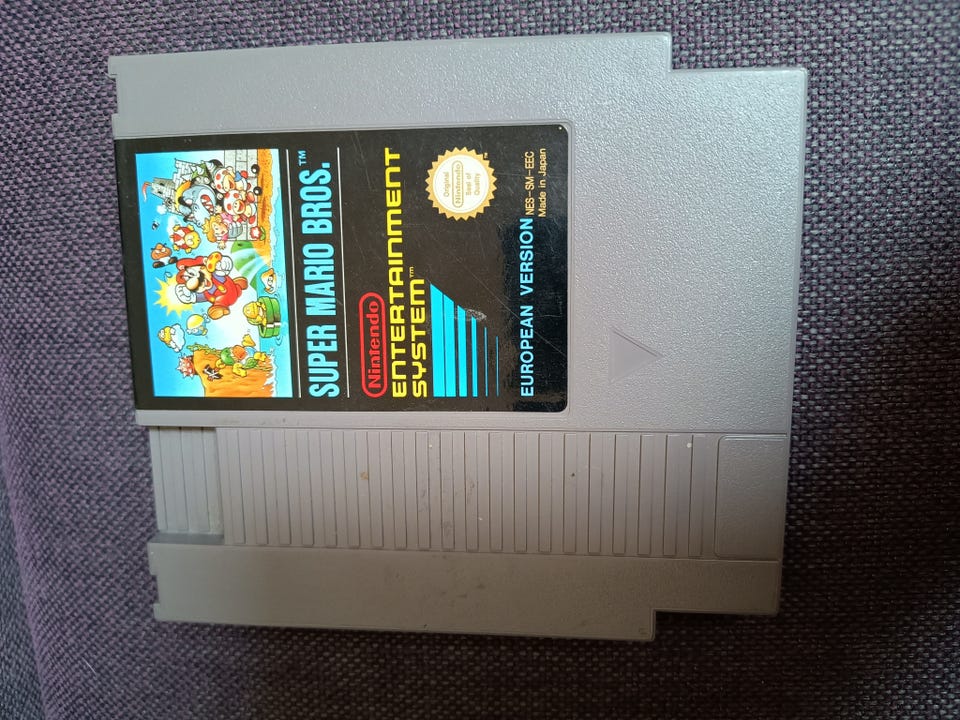 SUPER MARIO BROS.™
Nintendo
ENTERTAINMENT
SYSTEM™
Original
Nintendo
Seal of
Quality
™
EUROPEAN VERSION NES-SM-EEC
Made in Japan